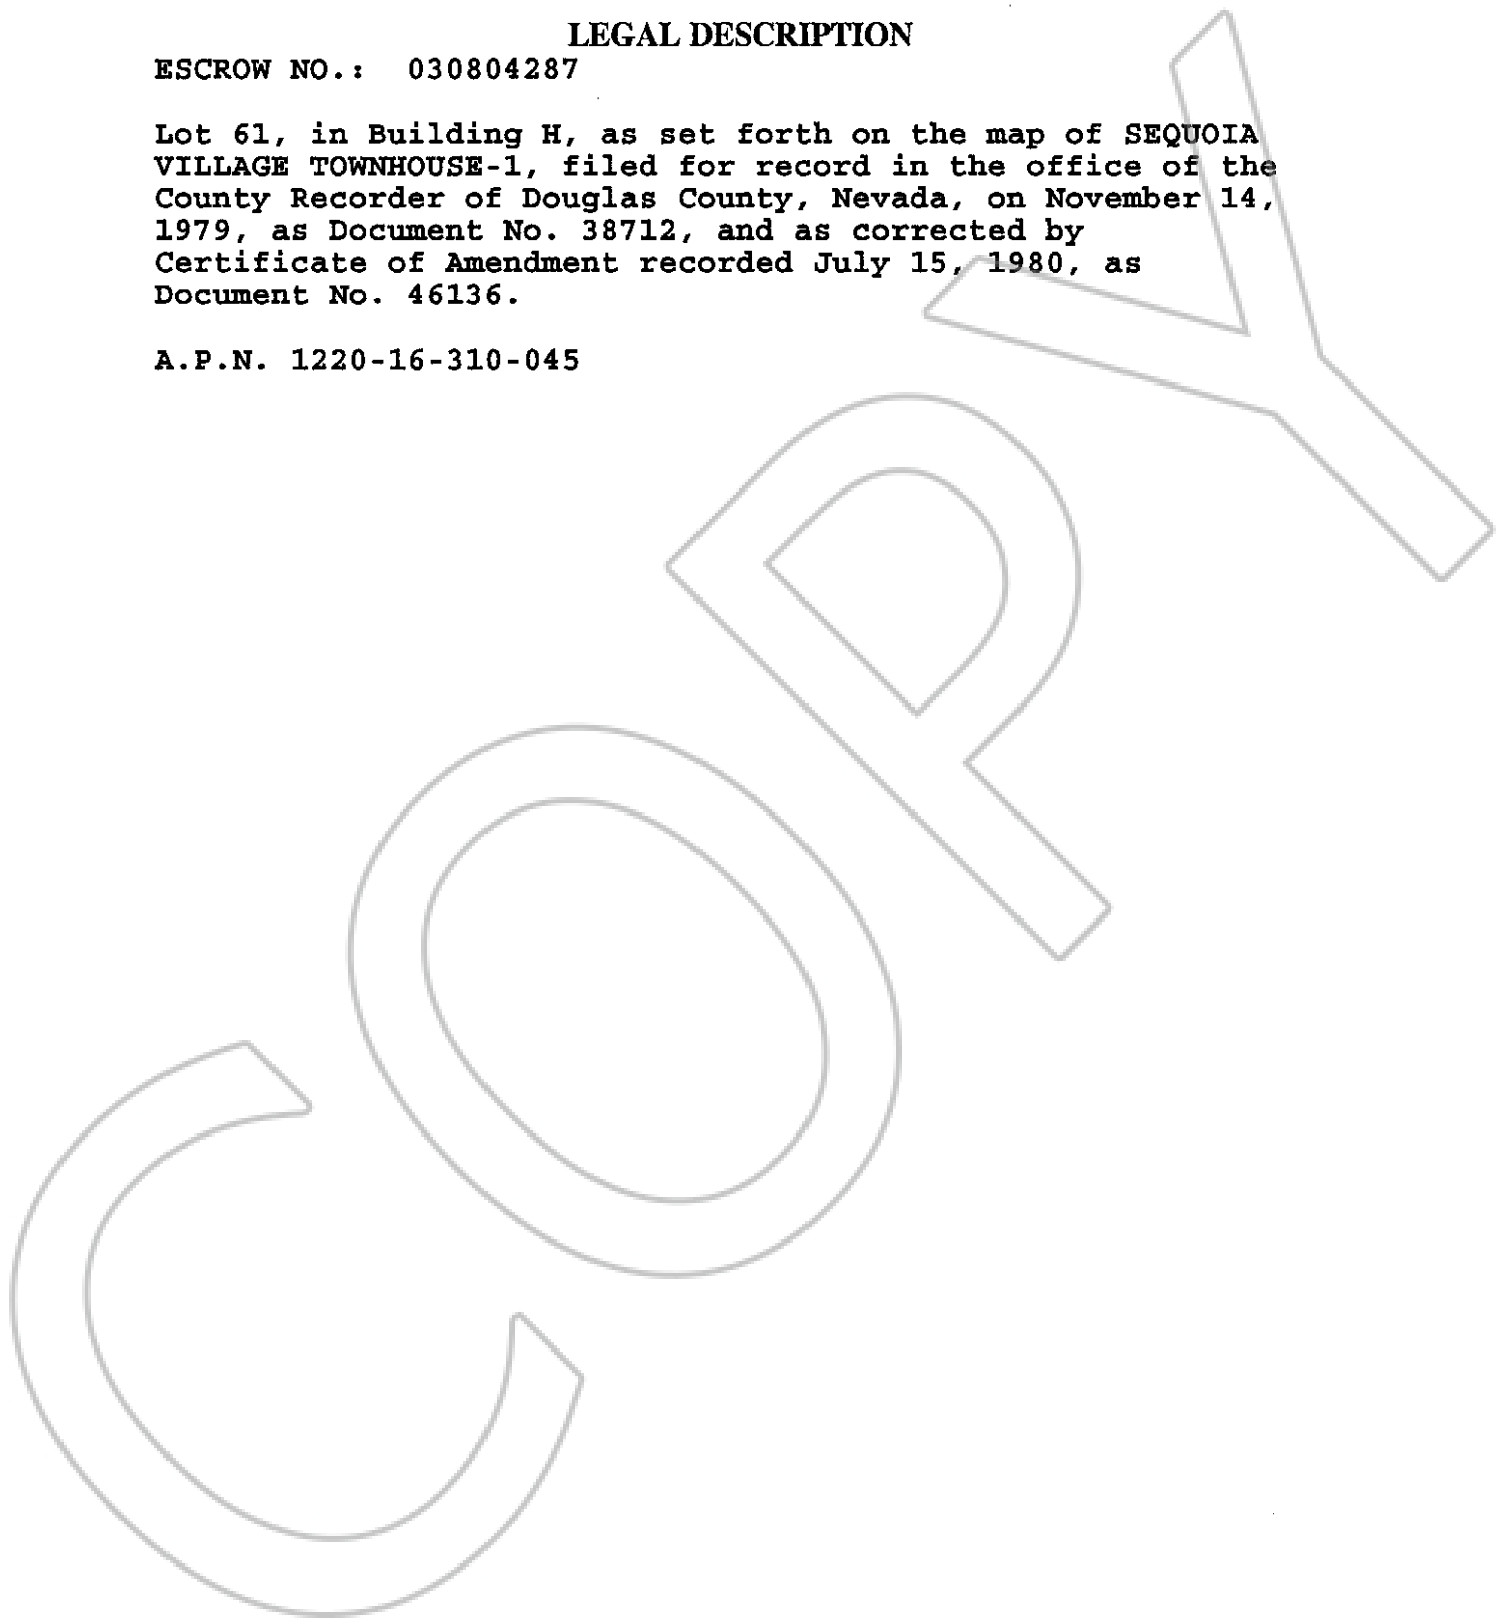 LEGAL DESCRIPTION
ESCROW NO.: 030804287
Lot 61, in Building H, as set forth on the map of SEQUOIA
VILLAGE TOWNHOUSE-1, filed for record in the office of the
County Recorder of Douglas County, Nevada, on November 14,
1979, as Document No. 38712, and as corrected by
Certificate of Amendment recorded July 15, 1980, as
Document No. 46136.
A.P.N. 1220-16-310-045
COPY